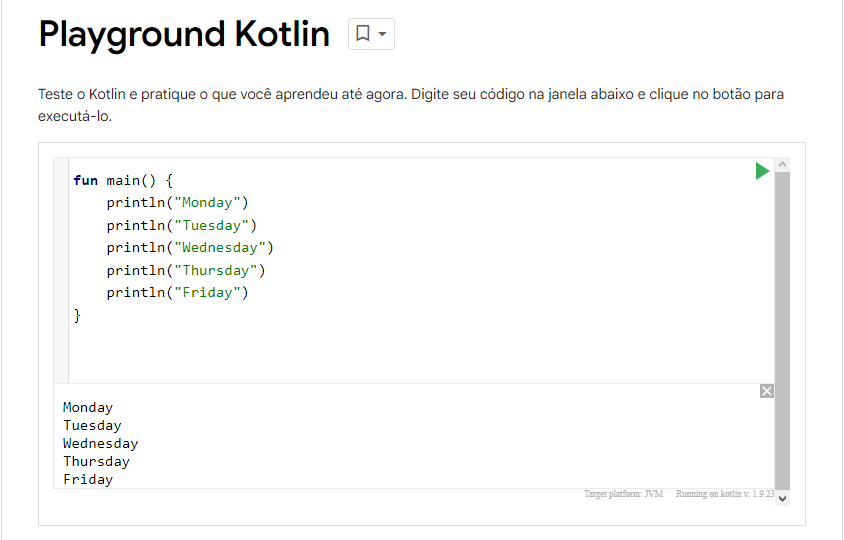 Playground Kotlin
Teste o Kotlin e pratique o que você aprendeu até agora. Digite seu código na janela abaixo e clique no botão para
executá-lo.
fun main() {
    println("Monday")
    println("Tuesday")
    println("Wednesday")
    println("Thursday")
    println("Friday")
}
Monday
Tuesday
Wednesday
Thursday
Friday
Target platform: JVM Running on kotlin v. 1.9.23